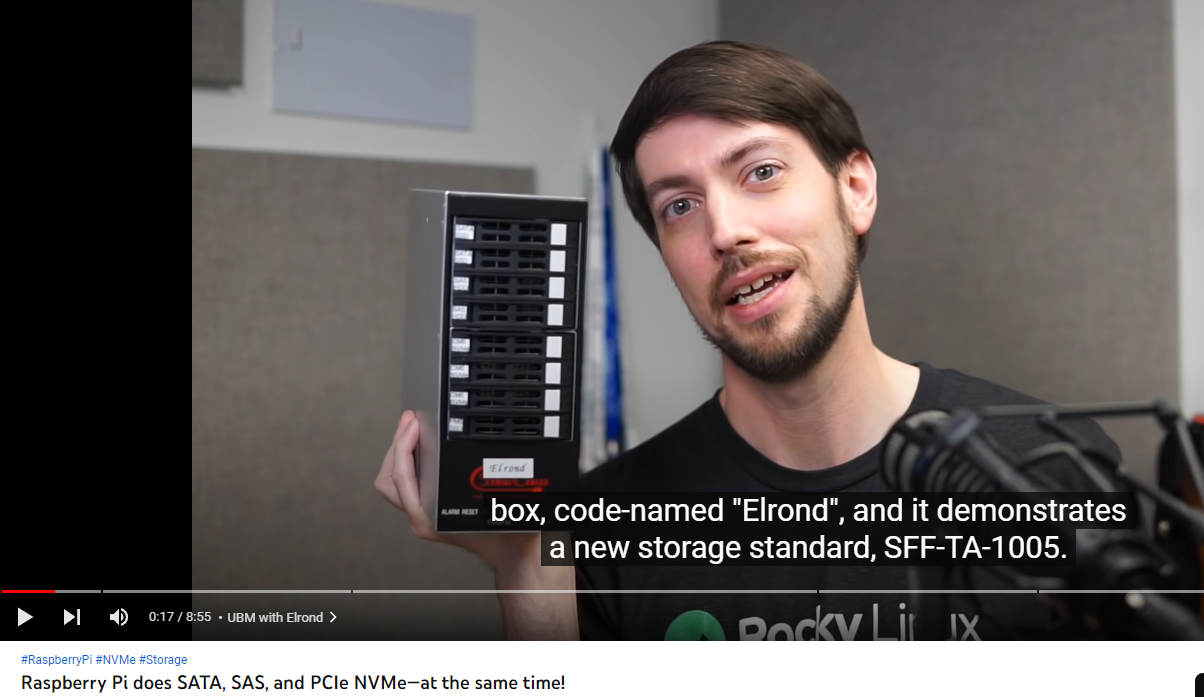 Elrond
ALARM RESET
box, code-named "Elrond", and it demonstrates
a new storage standard, SFF-TA-1005.
Rocky Linux
0:17 / 8:55 • UBM with Elrond
#RaspberryPi #NVMe #Storage
Raspberry Pi does SATA, SAS, and PCIe NVMe—at the same time!